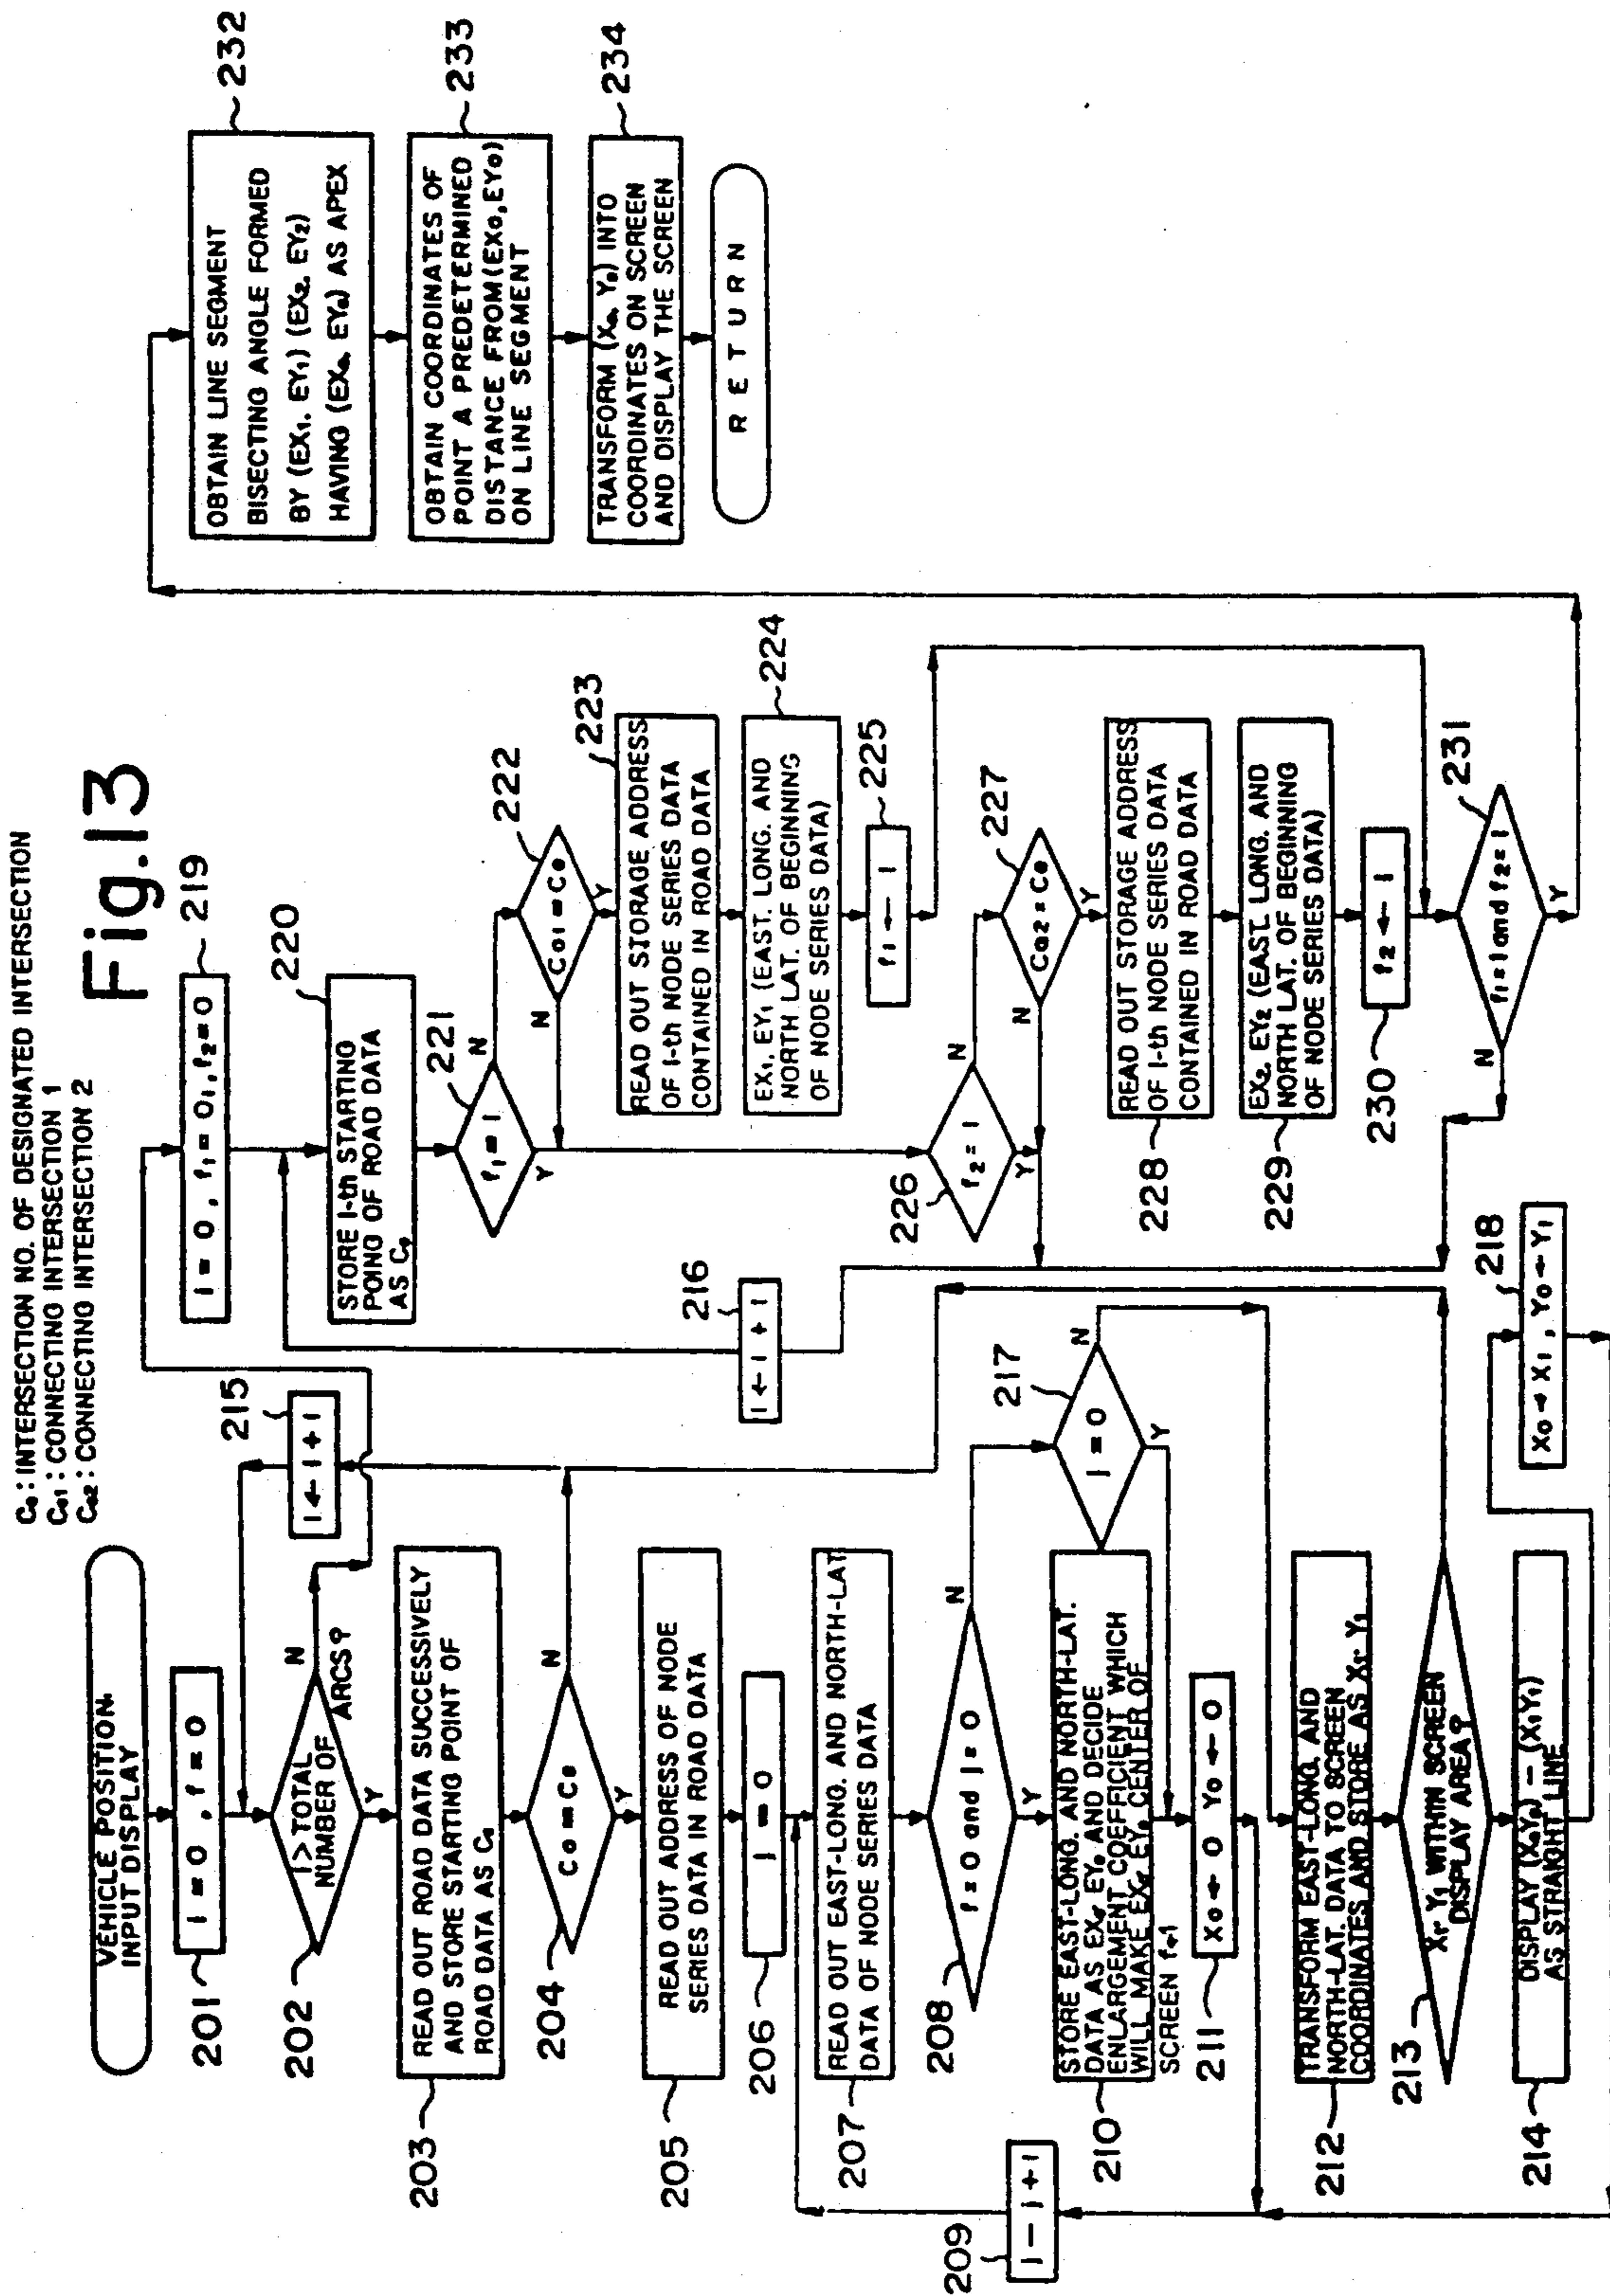 C₀ : INTERSECTION NO. OF DESIGNATED INTERSECTION
C₀₁ : CONNECTING INTERSECTION 1
C₀₂ : CONNECTING INTERSECTION 2
Fig.13
VEHICLE POSITION.
INPUT DISPLAY
201
I = 0 , f = 0
202
I > TOTAL
NUMBER OF
ARCS?
N
Y
215
I ← I + 1
203
READ OUT ROAD DATA SUCCESSIVELY
AND STORE STARTING POINT OF
ROAD DATA AS C₀
204
C₀ = C₀
N
Y
205
READ OUT ADDRESS OF NODE
SERIES DATA IN ROAD DATA
206
J = 0
207
READ OUT EAST-LONG. AND NORTH-LAT
DATA OF NODE SERIES DATA
208
f = 0 and j = 0
N
Y
209
I − j + 1
210
STORE EAST-LONG. AND NORTH-LAT.
DATA AS EX₀ EY₀ AND DECIDE
ENLARGEMENT COEFFICIENT WHICH
WILL MAKE EX₀ EY₀ CENTER OF
SCREEN f←1
217
J = 0
N
Y
211
X₀ ← 0 Y₀ ← 0
212
TRANSFORM EAST-LONG, AND
NORTH-LAT. DATA TO SCREEN
COORDINATES AND STORE AS X₁, Y₁
213
X₁, Y₁ WITHIN SCREEN
DISPLAY AREA?
214
DISPLAY (X₀Y₀) − (X₁Y₁)
AS STRAIGHT LINE
218
X₀ → X₁ , Y₀ ← Y₁
219
I = 0 , f₁ = 0₁, f₂ = 0
220
STORE I-th STARTING
POING OF ROAD DATA
AS C₀
216
I ← I + 1
221
f₁ = 1
N
Y
222
C₀₁ = C₀
N
Y
223
READ OUT STORAGE ADDRESS
OF I-th NODE SERIES DATA
CONTAINED IN ROAD DATA
224
EX₁, EY₁ (EAST. LONG. AND
NORTH LAT. OF BEGINNING
OF NODE SERIES DATA)
225
f₁ ← 1
226
f₂ = 1
N
Y
227
C₀₂ = C₀
N
Y
228
READ OUT STORAGE ADDRESS
OF I-th NODE SERIES DATA
CONTAINED IN ROAD DATA
229
EX₂, EY₂ (EAST. LONG. AND
NORTH LAT. OF BEGINNING
OF NODE SERIES DATA)
230
f₂ ← 1
231
f₁ = 1 and f₂ = 1
N
Y
232
OBTAIN LINE SEGMENT
BISECTING ANGLE FORMED
BY (EX₁, EY₁) (EX₂, EY₂)
HAVING (EX₀, EY₀) AS APEX
233
OBTAIN COORDINATES OF
POINT A PREDETERMINED
DISTANCE FROM (EX₀, EY₀)
ON LINE SEGMENT
234
TRANSFORM (X₀, Y₀) INTO
COORDINATES ON SCREEN
AND DISPLAY THE SCREEN
RETURN